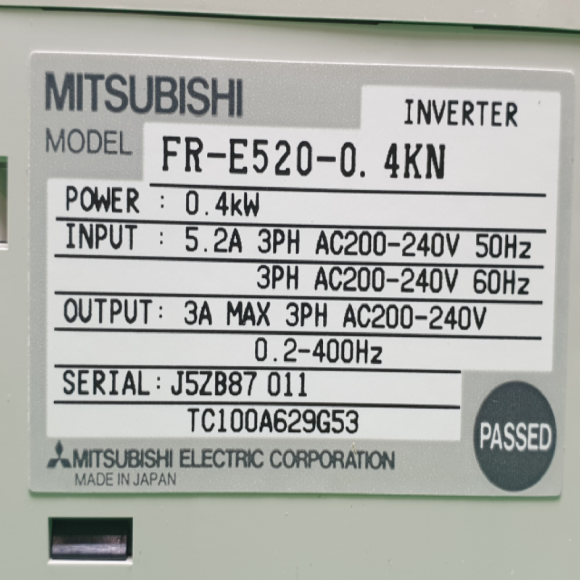 MITSUBISHI
INVERTER
MODEL FR-E520-0.4KN
POWER : 0.4kW
INPUT : 5.2A 3PH AC200-240V 50Hz
3PH AC200-240V 60Hz
OUTPUT: 3A MAX 3PH AC200-240V
0.2-400Hz
SERIAL: J5ZB87 011
TC100A629G53
PASSED
MITSUBISHI ELECTRIC CORPORATION
MADE IN JAPAN